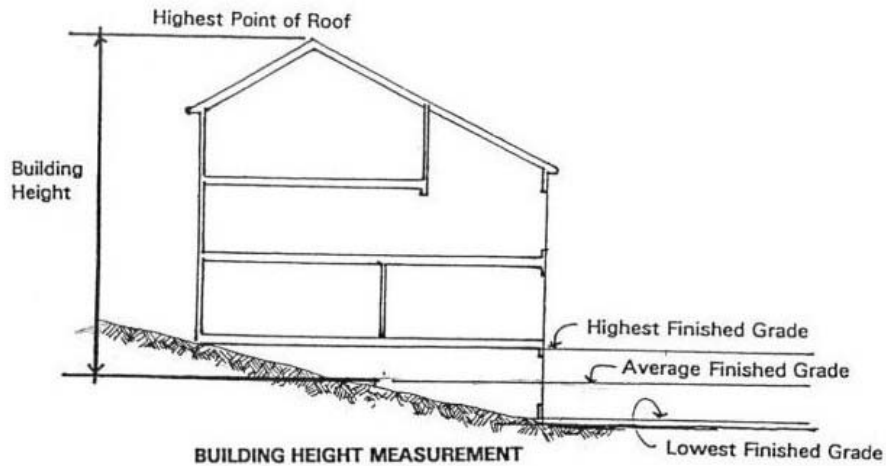 Highest Point of Roof
Building
Height
Highest Finished Grade
Average Finished Grade
Lowest Finished Grade
BUILDING HEIGHT MEASUREMENT